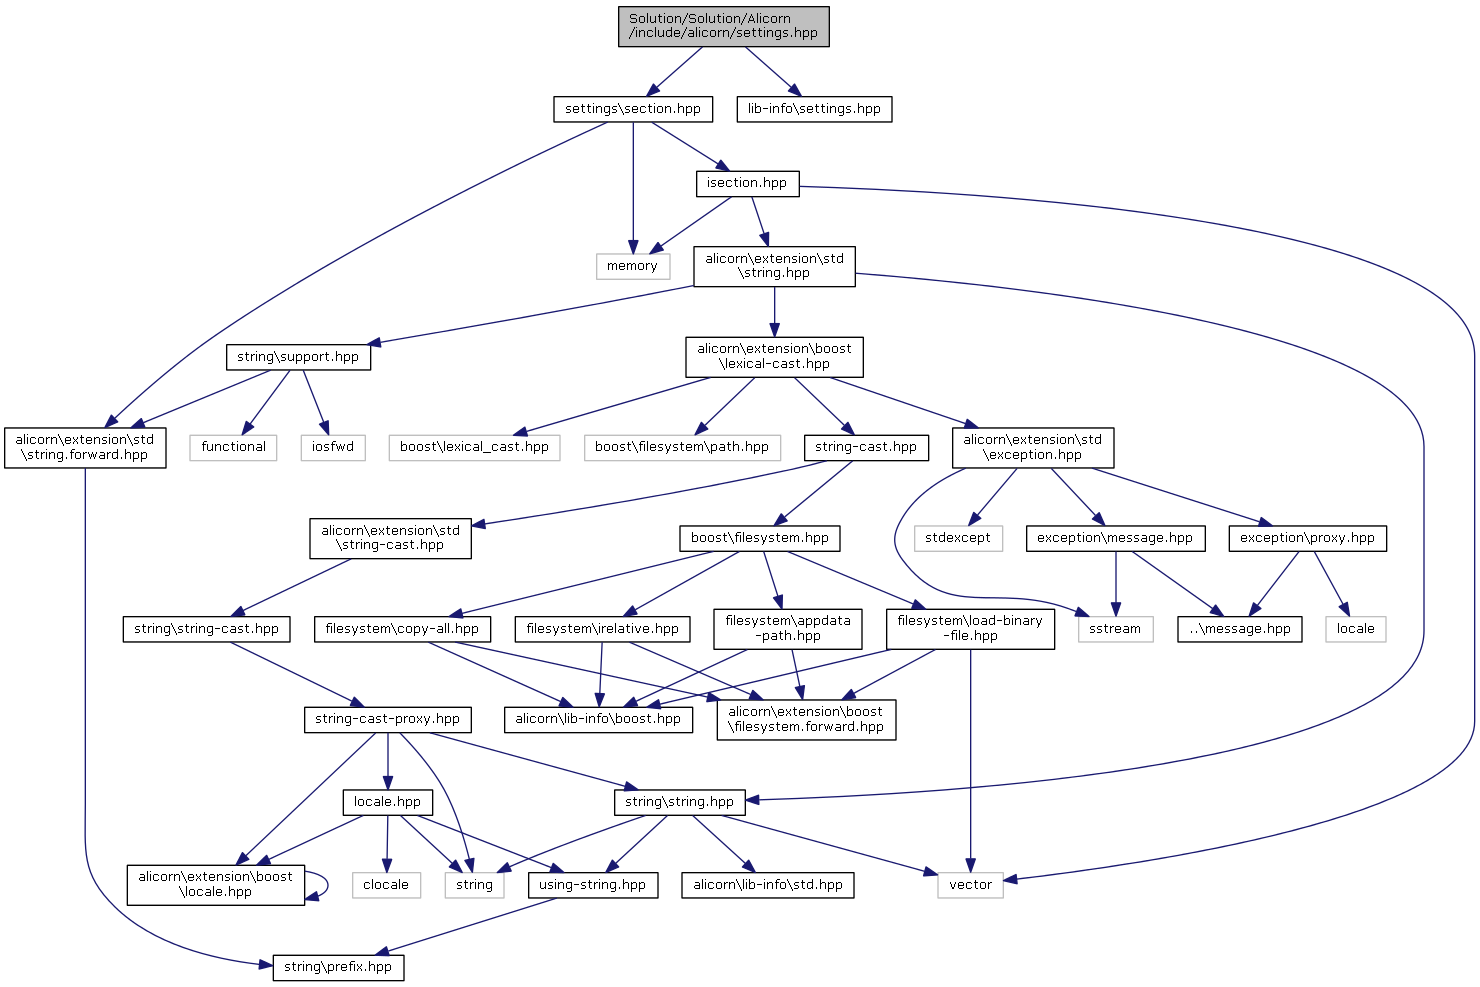 Solution/Solution/Alicorn
/include/alicorn/settings.hpp
settings\section.hpp
lib-info\settings.hpp
isection.hpp
memory
alicorn\extension\std
\string.hpp
string\support.hpp
alicorn\extension\boost
\lexical-cast.hpp
alicorn\extension\std
\string.forward.hpp
functional
iosfwd
boost\lexical_cast.hpp
boost\filesystem\path.hpp
string-cast.hpp
alicorn\extension\std
\exception.hpp
alicorn\extension\std
\string-cast.hpp
boost\filesystem.hpp
stdexcept
exception\message.hpp
exception\proxy.hpp
string\string-cast.hpp
filesystem\copy-all.hpp
filesystem\irelative.hpp
filesystem\appdata
-path.hpp
filesystem\load-binary
-file.hpp
sstream
..\message.hpp
locale
string-cast-proxy.hpp
alicorn\lib-info\boost.hpp
alicorn\extension\boost
\filesystem.forward.hpp
locale.hpp
string\string.hpp
alicorn\extension\boost
\locale.hpp
clocale
string
using-string.hpp
alicorn\lib-info\std.hpp
vector
string\prefix.hpp